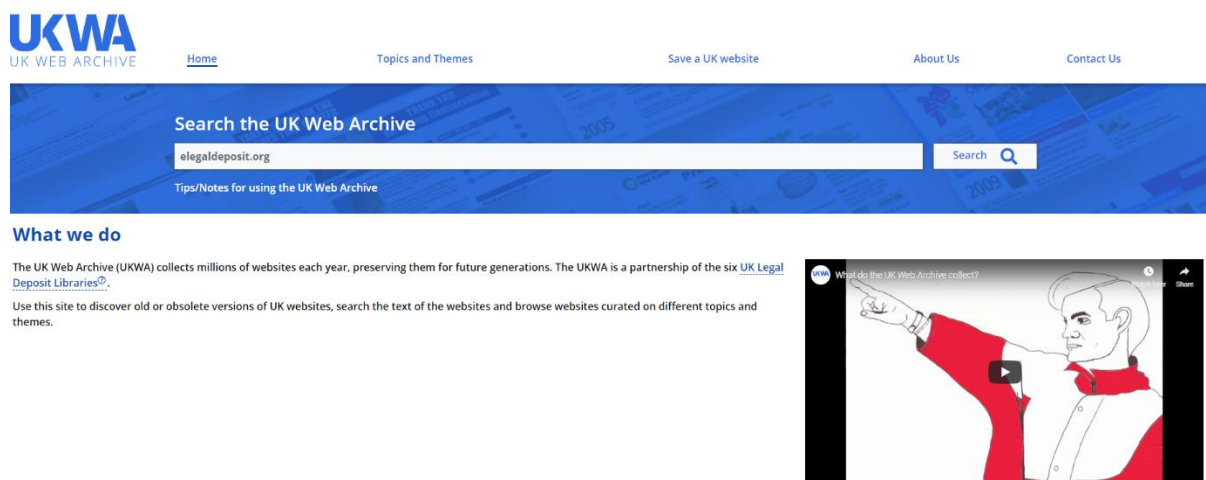 UKWA
UK WEB ARCHIVE
Home
Topics and Themes
Save a UK website
About Us
Contact Us
Search the UK Web Archive
elegaldeposit.org
Search
Tips/Notes for using the UK Web Archive
2005
2009
What we do
The UK Web Archive (UKWA) collects millions of websites each year, preserving them for future generations. The UKWA is a partnership of the six UK Legal
Deposit Libraries?.
Use this site to discover old or obsolete versions of UK websites, search the text of the websites and browse websites curated on different topics and
themes.
UKWA
What do the UK Web Archive collect?
Watch later
Share